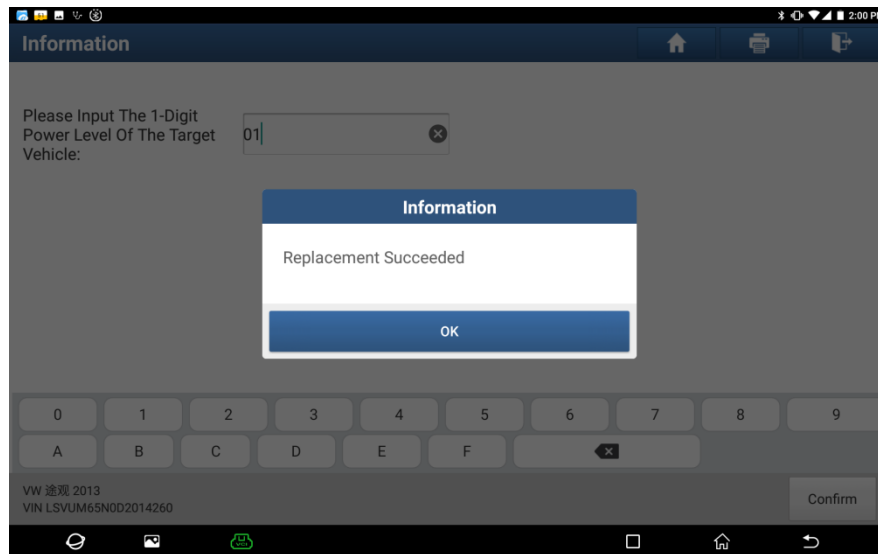 2:00 P
Information
Please Input The 1-Digit
Power Level Of The Target
Vehicle:
01
Information
Replacement Succeeded
OK
0 1 2 3 4 5 6 7 8 9
A B C D E F
VW 途观 2013
VIN LSVUM65N0D2014260
Confirm
VCI